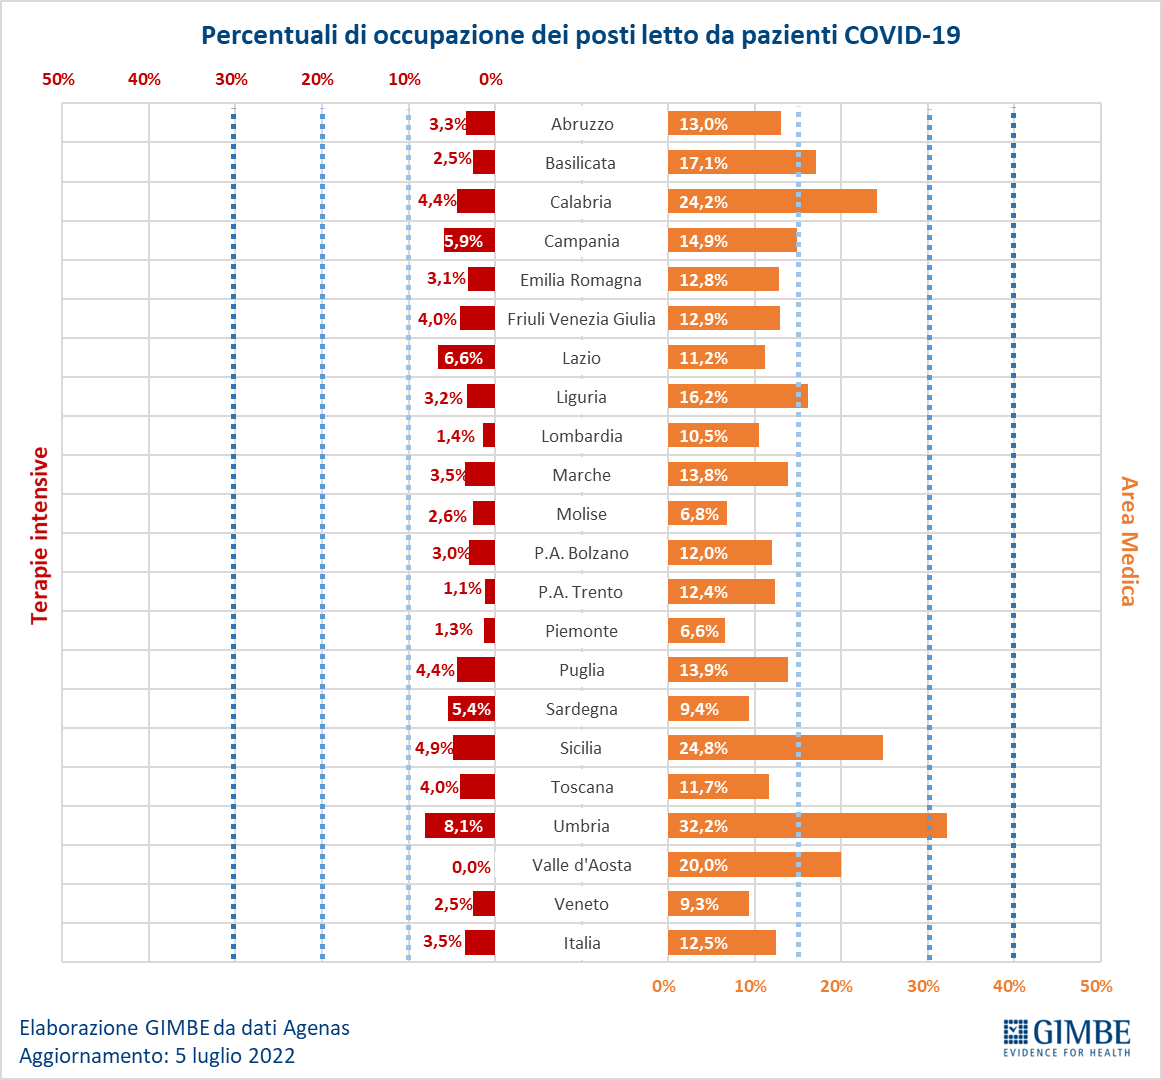 Percentuali di occupazione dei posti letto da pazienti COVID-19
50% 40% 30% 20% 10% 0%
3,3% Abruzzo 13,0%
2,5% Basilicata 17,1%
4,4% Calabria 24,2%
5,9% Campania 14,9%
3,1% Emilia Romagna 12,8%
4,0% Friuli Venezia Giulia 12,9%
6,6% Lazio 11,2%
3,2% Liguria 16,2%
1,4% Lombardia 10,5%
3,5% Marche 13,8%
2,6% Molise 6,8%
3,0% P.A. Bolzano 12,0%
1,1% P.A. Trento 12,4%
1,3% Piemonte 6,6%
4,4% Puglia 13,9%
5,4% Sardegna 9,4%
4,9% Sicilia 24,8%
4,0% Toscana 11,7%
8,1% Umbria 32,2%
0,0% Valle d'Aosta 20,0%
2,5% Veneto 9,3%
3,5% Italia 12,5%
Terapie intensive
Area Medica
0% 10% 20% 30% 40% 50%
Elaborazione GIMBE da dati Agenas
Aggiornamento: 5 luglio 2022
GIMBE
EVIDENCE FOR HEALTH